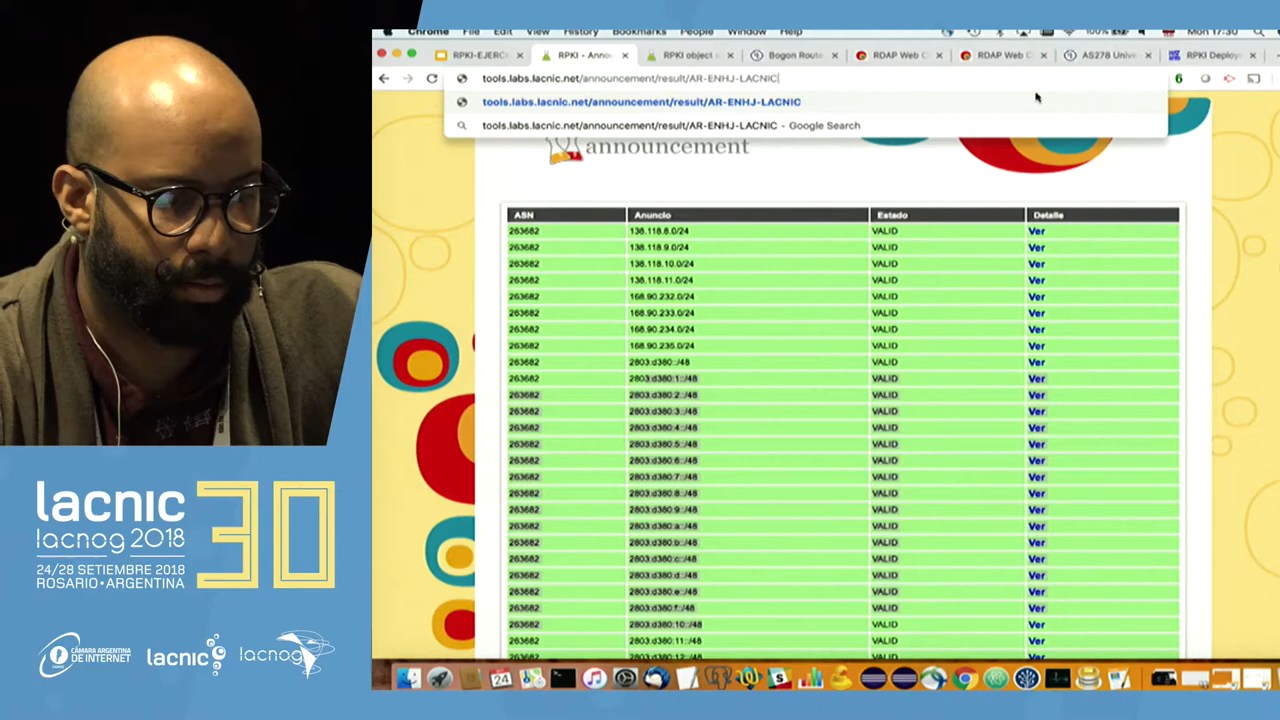 Chrome File Edit View History Bookmarks People Window Help Mon 17:30
RPKI-EJERC
RPKI - Anno
RPKI object
Bogon Route
RDAP Web C
RDAP Web C
AS278 Unive
RPKI Deploy
tools.labs.lacnic.net/announcement/result/AR-ENHJ-LACNIC
6
tools.labs.lacnic.net/announcement/result/AR-ENHJ-LACNIC
tools.labs.lacnic.net/announcement/result/AR-ENHJ-LACNIC - Google Search
announcement
ASN Anuncio Estado Detalle
263682 138.118.8.0/24 VALID Ver
263682 138.118.9.0/24 VALID Ver
263682 138.118.10.0/24 VALID Ver
263682 138.118.11.0/24 VALID Ver
263682 168.90.232.0/24 VALID Ver
263682 168.90.233.0/24 VALID Ver
263682 168.90.234.0/24 VALID Ver
263682 168.90.235.0/24 VALID Ver
263682 2803:d380::/48 VALID Ver
263682 2803:d380:1::/48 VALID Ver
263682 2803:d380:2::/48 VALID Ver
263682 2803:d380:3::/48 VALID Ver
263682 2803:d380:4::/48 VALID Ver
263682 2803:d380:5::/48 VALID Ver
263682 2803:d380:6::/48 VALID Ver
263682 2803:d380:7::/48 VALID Ver
263682 2803:d380:8::/48 VALID Ver
263682 2803:d380:9::/48 VALID Ver
263682 2803:d380:a::/48 VALID Ver
263682 2803:d380:b::/48 VALID Ver
263682 2803:d380:c::/48 VALID Ver
263682 2803:d380:d::/48 VALID Ver
263682 2803:d380:e::/48 VALID Ver
263682 2803:d380:f::/48 VALID Ver
263682 2803:d380:10::/48 VALID Ver
263682 2803:d380:11::/48 VALID Ver
263682 2803:d380:12::/48 VALID Ver
24
lacnic 30
lacnog 2018
24/28 SETIEMBRE 2018
ROSARIO • ARGENTINA
CÁMARA ARGENTINA
DE INTERNET
lacnic
lacnog